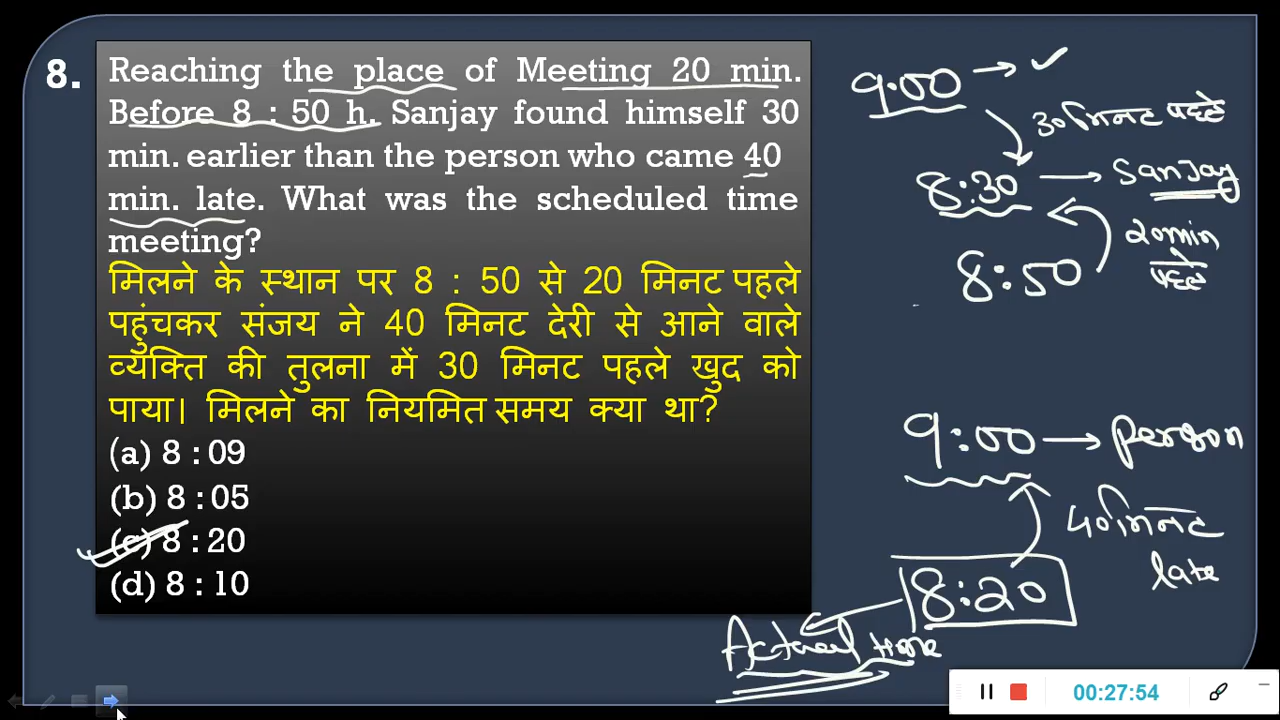 8.
Reaching the place of Meeting 20 min.
Before 8 : 50 h. Sanjay found himself 30
min. earlier than the person who came 40
min. late. What was the scheduled time
meeting?
मिलने के स्थान पर 8 : 50 से 20 मिनट पहले
पहुंचकर संजय ने 40 मिनट देरी से आने वाले
व्यक्ति की तुलना में 30 मिनट पहले खुद को
पाया। मिलने का नियमित समय क्या था?
(a) 8 : 09
(b) 8 : 05
(c) 8 : 20
(d) 8 : 10
9.00
30 मिनट पहले
8:30 Sanjay
20min
पहले
8:50
9:00 person
40 मिनट
late
8:20
Actual time
00:27:54